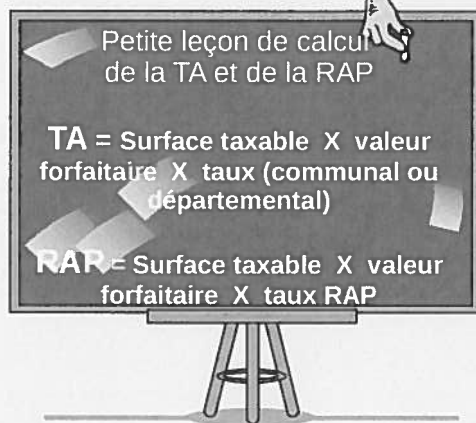 Petite leçon de calcul
de la TA et de la RAP
TA = Surface taxable X valeur
forfaitaire X taux (communal ou
départemental)
RAP = Surface taxable X valeur
forfaitaire X taux RAP